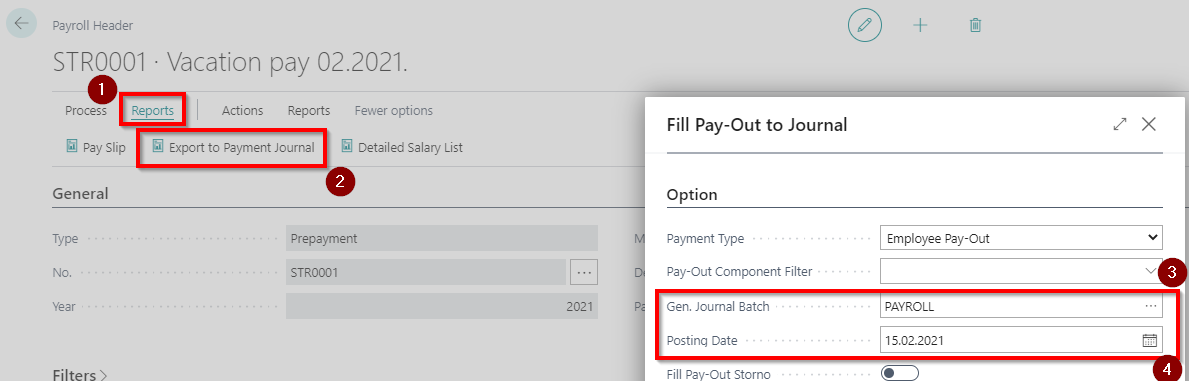 Payroll Header
STR0001 · Vacation pay 02.2021.
1
Process Reports Actions Reports Fewer options
Pay Slip Export to Payment Journal Detailed Salary List
2
General
Type Prepayment M
No. STR0001 ... De
Year 2021 Pa
Filters
Fill Pay-Out to Journal
Option
Payment Type Employee Pay-Out
Pay-Out Component Filter
3
Gen. Journal Batch PAYROLL ...
Posting Date 15.02.2021
4
Fill Pay-Out Storno